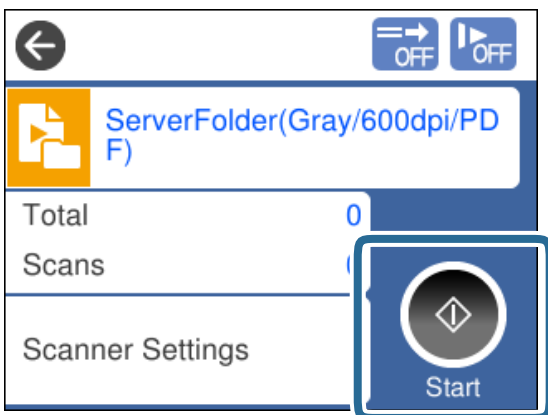 OFF OFF
ServerFolder(Gray/600dpi/PD
F)
Total 0
Scans
Scanner Settings
Start